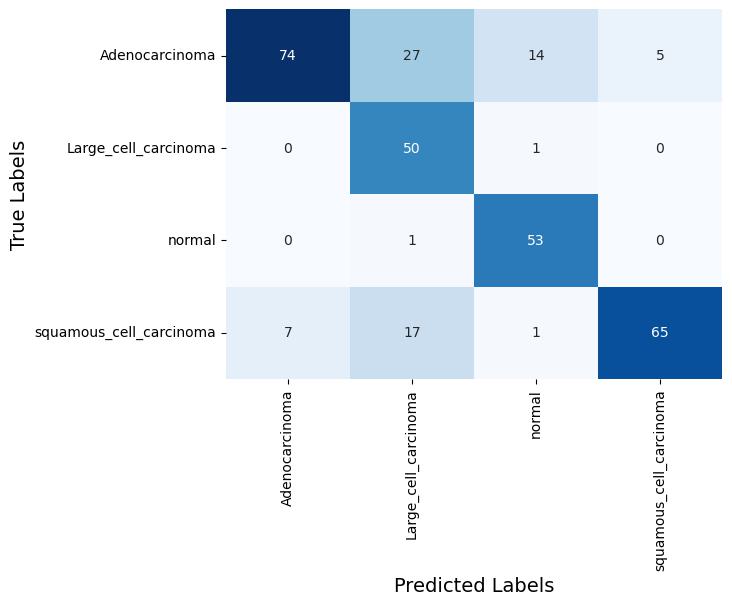 True Labels
Adenocarcinoma 74 27 14 5
Large_cell_carcinoma 0 50 1 0
normal 0 1 53 0
squamous_cell_carcinoma 7 17 1 65
Adenocarcinoma
Large_cell_carcinoma
normal
squamous_cell_carcinoma
Predicted Labels